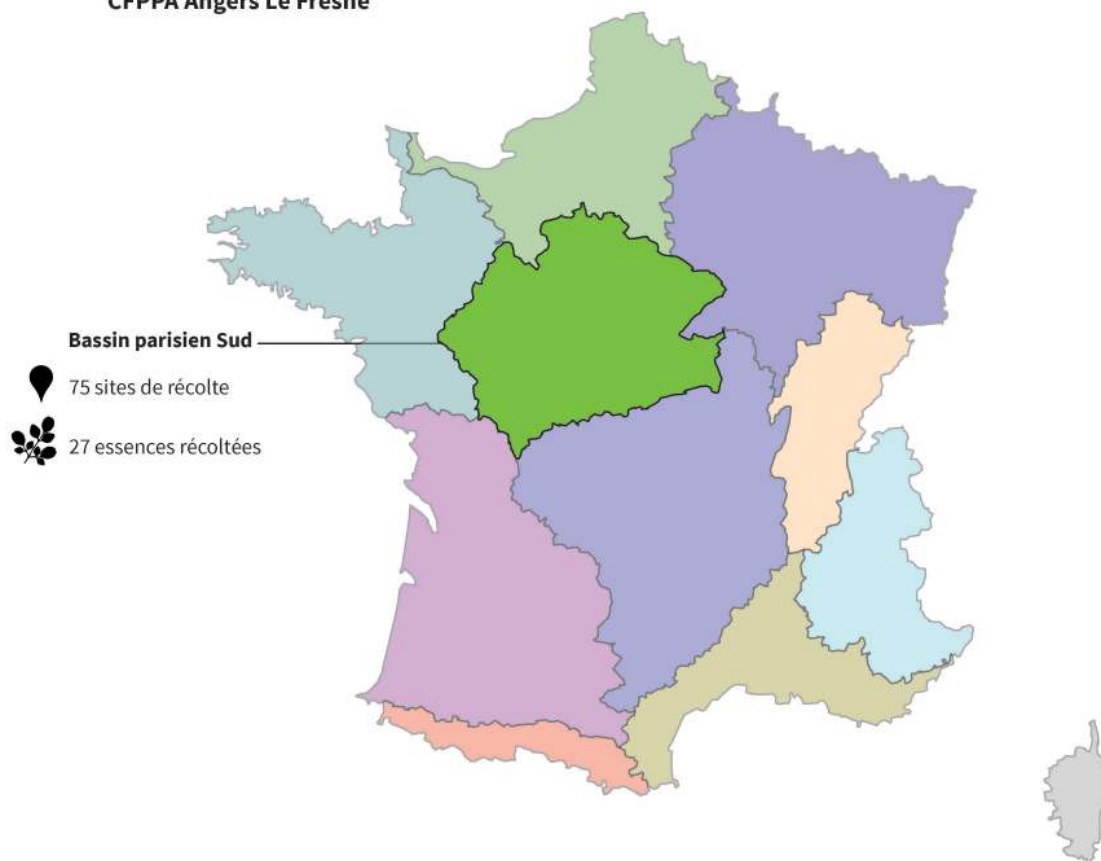 CFPPA Angers Le Fresne
Bassin parisien Sud
75 sites de récolte
27 essences récoltées